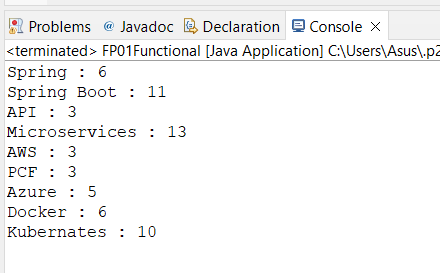 Problems @ Javadoc Declaration Console
<terminated> FP01Functional [Java Application] C:\Users\Asus\.p2
Spring : 6
Spring Boot : 11
API : 3
Microservices : 13
AWS : 3
PCF : 3
Azure : 5
Docker : 6
Kubernates : 10